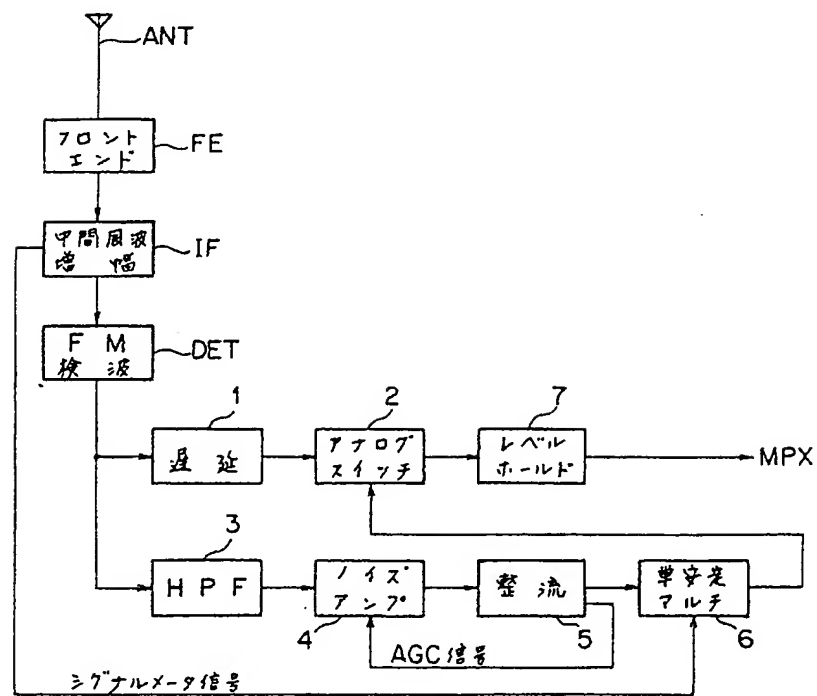 ANT
フロント
エンド
FE
中間周波
増幅
IF
FM
検波
DET
1
遅延
2
アナログ
スイッチ
7
レベル
ホールド
MPX
3
HPF
ノイズ
アンプ
4
整流
5
単安定
マルチ
6
AGC信号
シグナルメータ信号